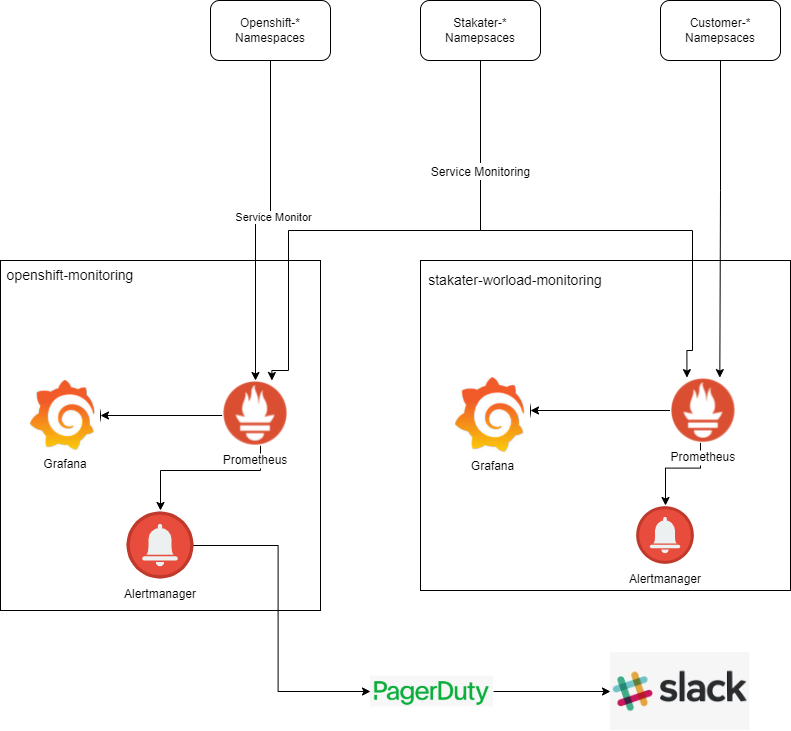 Openshift-*
Namespaces
Stakater-*
Namepsaces
Customer-*
Namepsaces
Service Monitoring
Service Monitor
openshift-monitoring
stakater-worload-monitoring
Grafana
Prometheus
Grafana
Prometheus
Alertmanager
Alertmanager
PagerDuty
slack